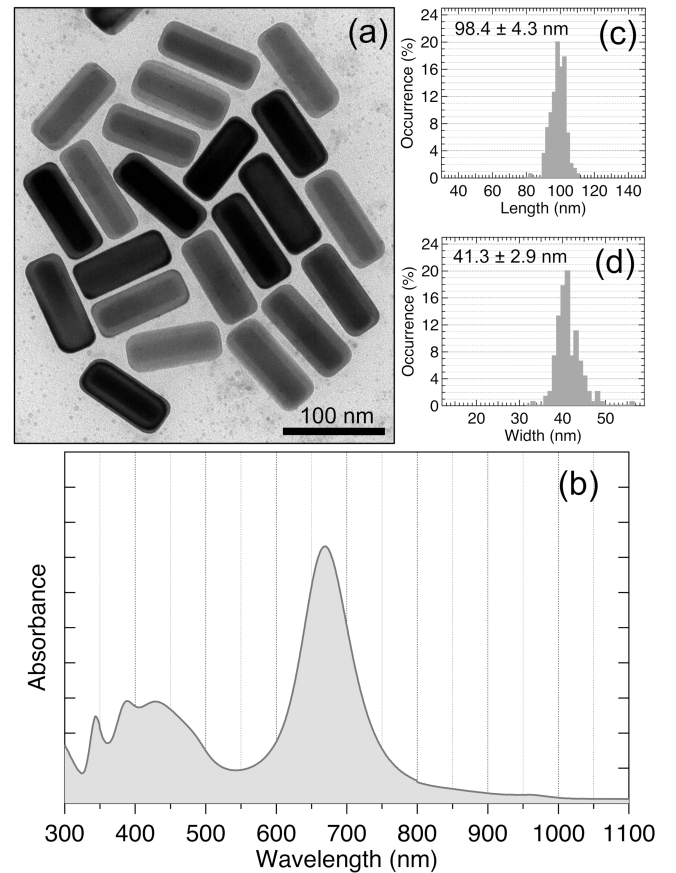 (a)
100 nm
98.4 ± 4.3 nm
(c)
Occurrence (%)
24
20
16
12
8
4
0
40 60 80 100 120 140
Length (nm)
41.3 ± 2.9 nm
(d)
Occurrence (%)
24
20
16
12
8
4
0
20 30 40 50
Width (nm)
(b)
Absorbance
300 400 500 600 700 800 900 1000 1100
Wavelength (nm)